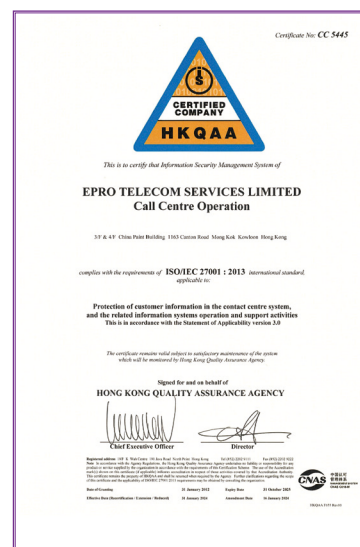 Certificate No: CC 5445
CERTIFIED
COMPANY
HKQAA
This is to certify that Information Security Management System of
EPRO TELECOM SERVICES LIMITED
Call Centre Operation
3/F & 4/F China Paint Building 1163 Canton Road Mong Kok Kowloon Hong Kong
complies with the requirements of ISO/IEC 27001 : 2013 international standard,
applicable to:
Protection of customer information in the contact centre system,
and the related information systems operation and support activities
This is in accordance with the Statement of Applicability version 3.0
The certificate remains valid subject to satisfactory maintenance of the system
which will be monitored by Hong Kong Quality Assurance Agency.
Signed for and on behalf of
HONG KONG QUALITY ASSURANCE AGENCY
Chief Executive Officer
Director
CNAS
Date of Granting
31 January 2012
Expiry Date
31 October 2025
31 January 2024
Amendment Date
31 January 2024